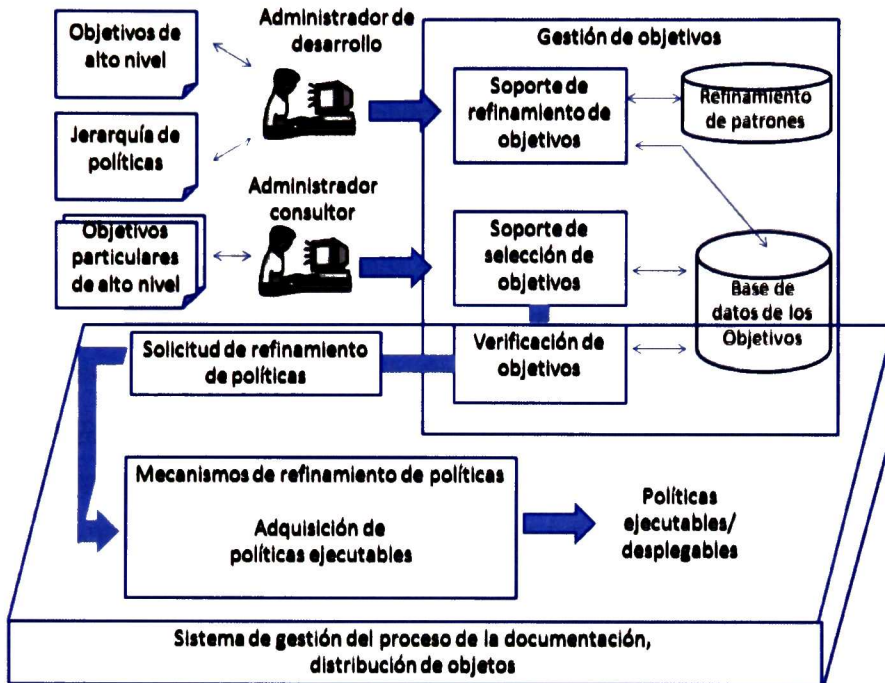 Objetivos de
alto nivel
Administrador de
desarrollo
Gestión de objetivos
Soporte de
refinamiento de
objetivos
Refinamiento
de patrones
Jerarquía de
políticas
Administrador
consultor
Objetivos
particulares
de alto nivel
Soporte de
selección de
objetivos
Base de
datos de los
Objetivos
Solicitud de refinamiento
de políticas
Verificación de
objetivos
Mecanismos de refinamiento de políticas
Adquisición de
políticas ejecutables
Políticas
ejecutables/
desplegables
Sistema de gestión del proceso de la documentación,
distribución de objetos